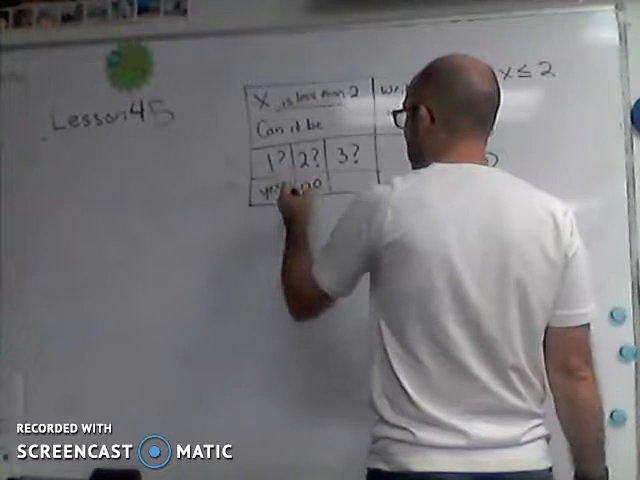 Lesson 45
X is less than 2
Can it be
1? 2? 3?
yes no
x ≤ 2
RECORDED WITH
SCREENCAST MATIC